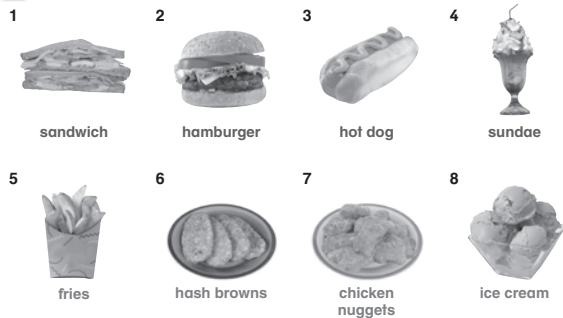 1 2 3 4
sandwich hamburger hot dog sundae
5 6 7 8
fries hash browns chicken nuggets ice cream